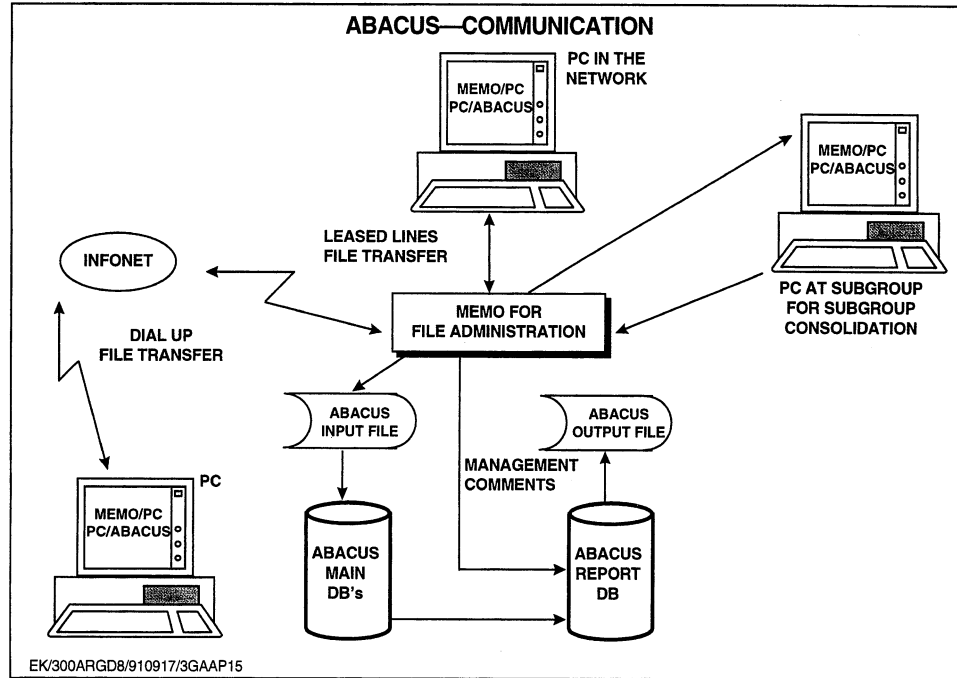 ABACUS—COMMUNICATION
PC IN THE
NETWORK
MEMO/PC
PC/ABACUS
MEMO/PC
PC/ABACUS
LEASED LINES
FILE TRANSFER
INFONET
PC AT SUBGROUP
FOR SUBGROUP
CONSOLIDATION
MEMO FOR
FILE ADMINISTRATION
DIAL UP
FILE TRANSFER
ABACUS
INPUT FILE
ABACUS
OUTPUT FILE
MANAGEMENT
COMMENTS
PC
MEMO/PC
PC/ABACUS
ABACUS
MAIN
DB's
ABACUS
REPORT
DB
EK/300ARGD8/910917/3GAAP15